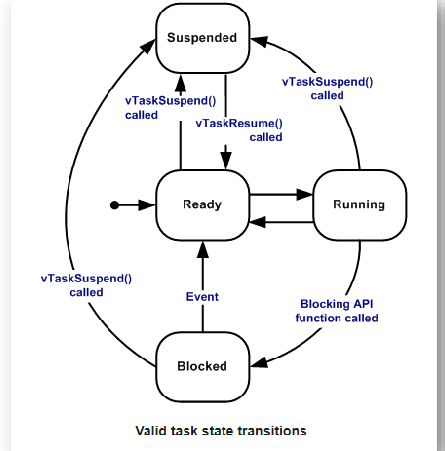 Suspended
vTaskSuspend()
called
vTaskSuspend()
called
vTaskResume()
called
Ready
Running
vTaskSuspend()
called
Event
Blocking API
function called
Blocked
Valid task state transitions